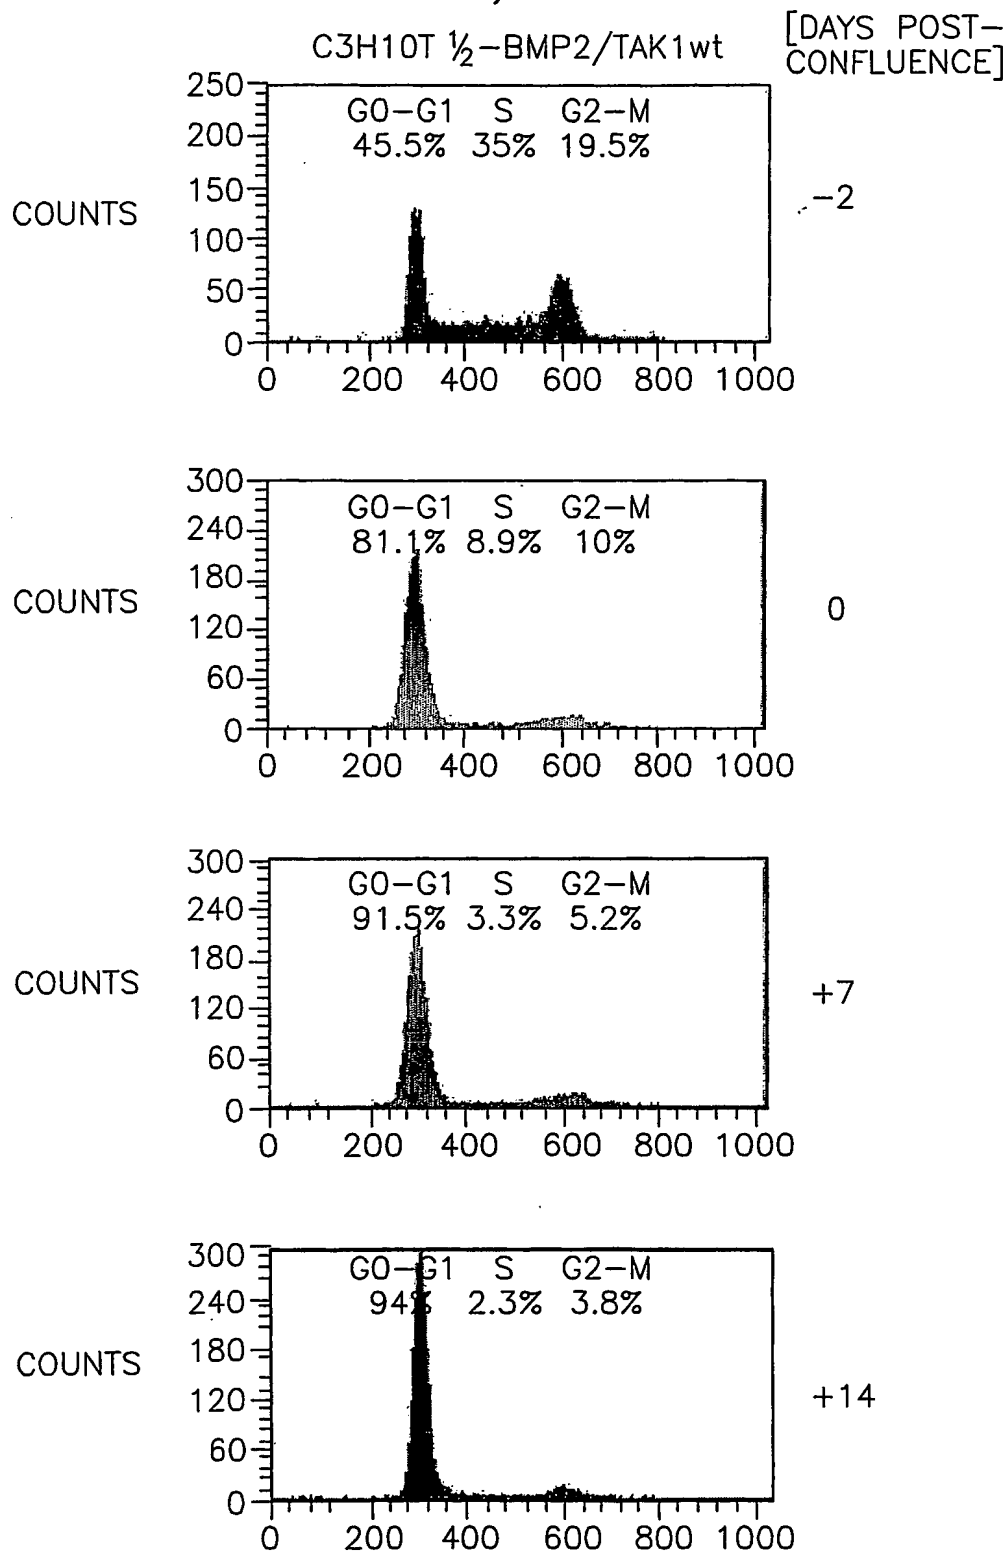 C3H10T ½-BMP2/TAK1wt
[DAYS POST-
CONFLUENCE]
250
200
150
100
50
0
COUNTS
G0-G1 S G2-M
45.5% 35% 19.5%
0 200 400 600 800 1000
-2
300
240
180
120
60
0
COUNTS
G0-G1 S G2-M
81.1% 8.9% 10%
0 200 400 600 800 1000
0
300
240
180
120
60
0
COUNTS
G0-G1 S G2-M
91.5% 3.3% 5.2%
0 200 400 600 800 1000
+7
300
240
180
120
60
0
COUNTS
G0-G1 S G2-M
94% 2.3% 3.8%
0 200 400 600 800 1000
+14